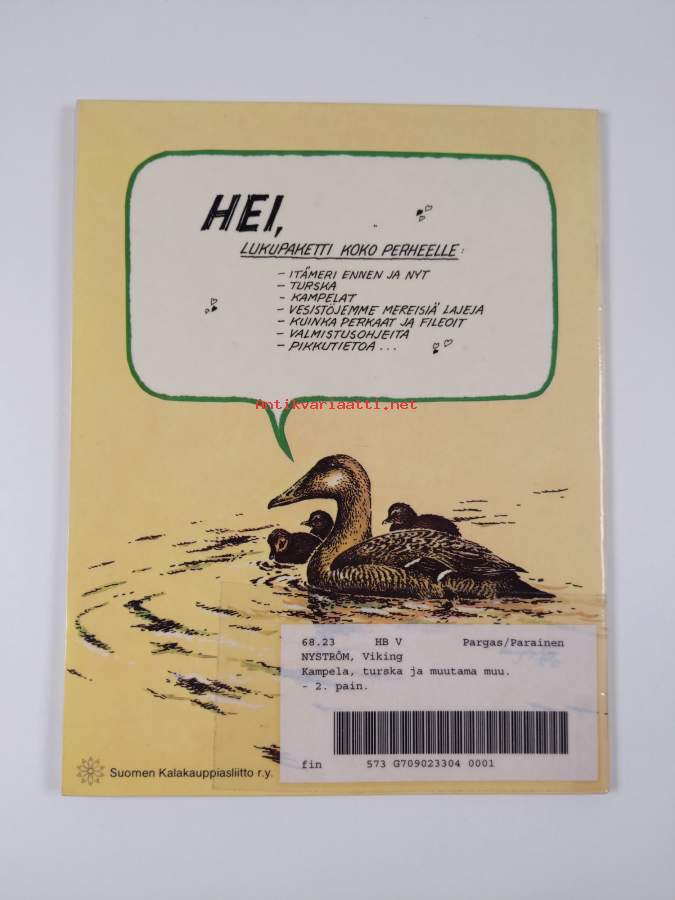 HEI,
LUKUPAKETTI KOKO PERHEELLE:
- ITÄMERI ENNEN JA NYT
- TURSKA
- KAMPELAT
- VESISTÖJEMME MEREISIÄ LAJEJA
- KUINKA PERKAAT JA FILEOIT
- VALMISTUSOHJEITA
- PIKKUTIETOA...
Antikvariaatti.net
68.23 HB V Pargas/Parainen
NYSTRÖM, Viking
Kampela, turska ja muutama muu.
- 2. pain.
fin 573 G709023304 0001
Suomen Kalakauppiasliitto r.y.